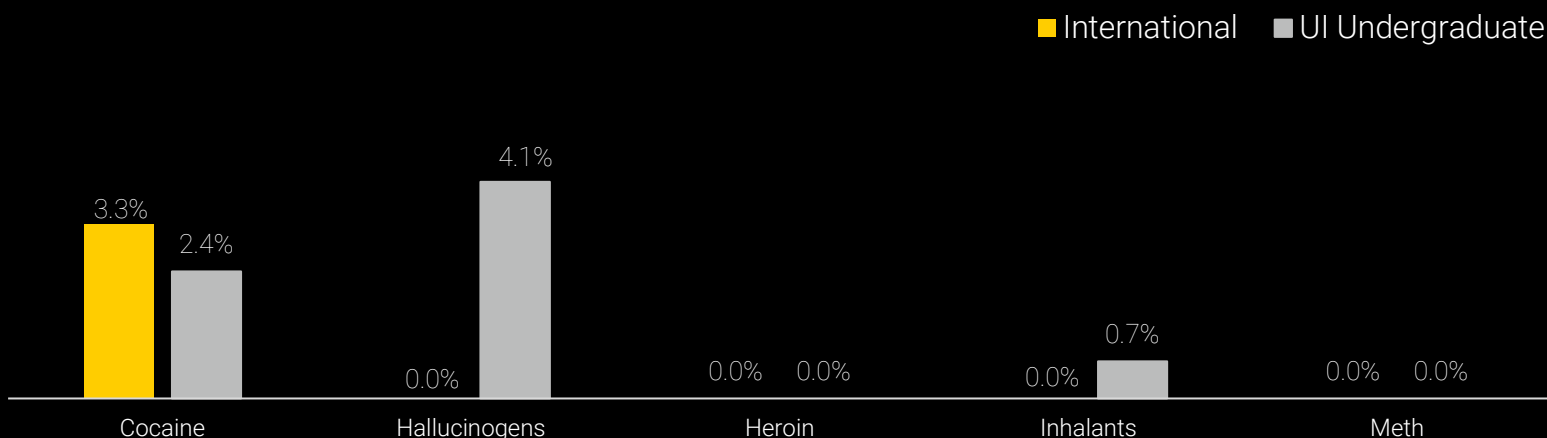 International UI Undergraduate
4.1%
3.3%
2.4%
0.7%
0.0% 0.0% 0.0% 0.0% 0.0% 0.0%
Cocaine Hallucinogens Heroin Inhalants Meth